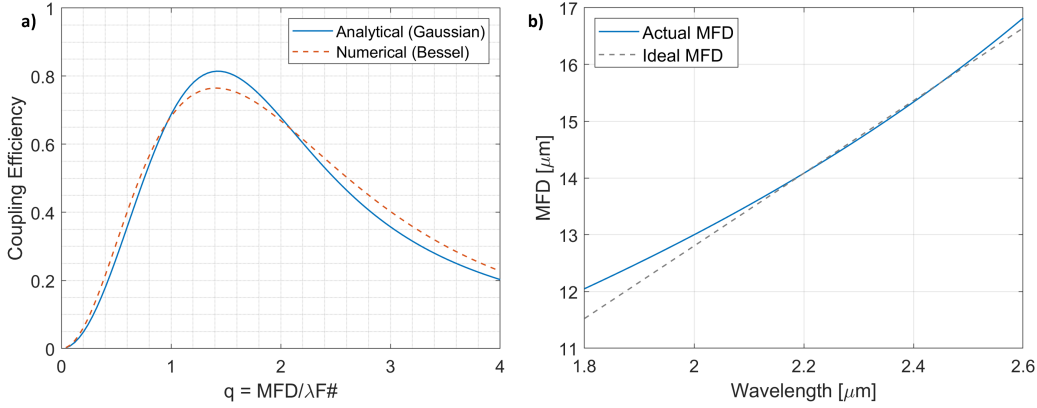 a)
1
0.8
0.6
0.4
0.2
0
Coupling Efficiency
Analytical (Gaussian)
Numerical (Bessel)
0 1 2 3 4
q = MFD/λF#
b)
17
16
15
14
13
12
11
MFD [μm]
Actual MFD
Ideal MFD
1.8 2 2.2 2.4 2.6
Wavelength [μm]